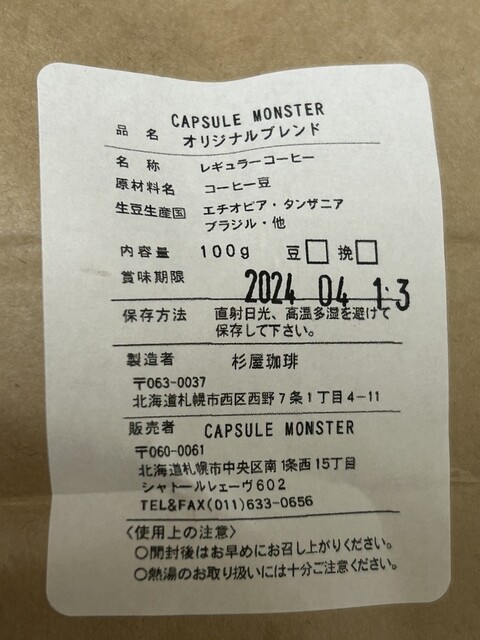 品名 CAPSULE MONSTER
オリジナルブレンド
名称 レギュラーコーヒー
原材料名 コーヒー豆
生豆生産国 エチオピア・タンザニア
ブラジル・他
内容量 100g 豆□ 挽□
賞味期限 2024 04 13
保存方法 直射日光、高温多湿を避けて
保存して下さい。
製造者 杉屋珈琲
〒063-0037
北海道札幌市西区西野7条1丁目4-11
販売者 CAPSULE MONSTER
〒060-0061
北海道札幌市中央区南1条西15丁目
シャトールレェーヴ602
TEL&FAX(011)633-0656
〈使用上の注意〉
○開封後はお早めにお召し上がりください。
○熱湯のお取り扱いには十分ご注意ください。